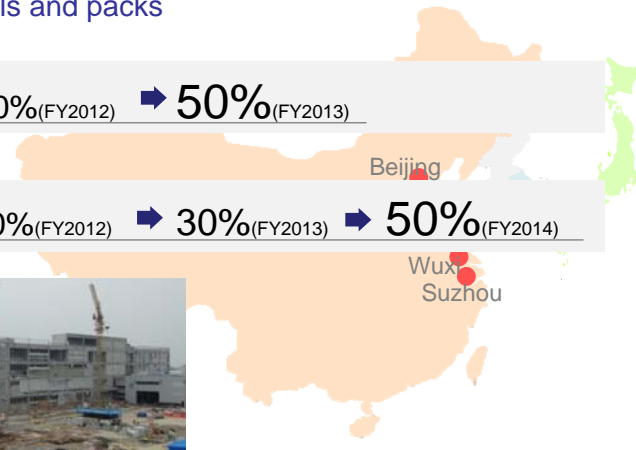 ls and packs
0%(FY2012) 50%(FY2013)
Beijing
0%(FY2012) 30%(FY2013) 50%(FY2014)
Wuxi
Suzhou